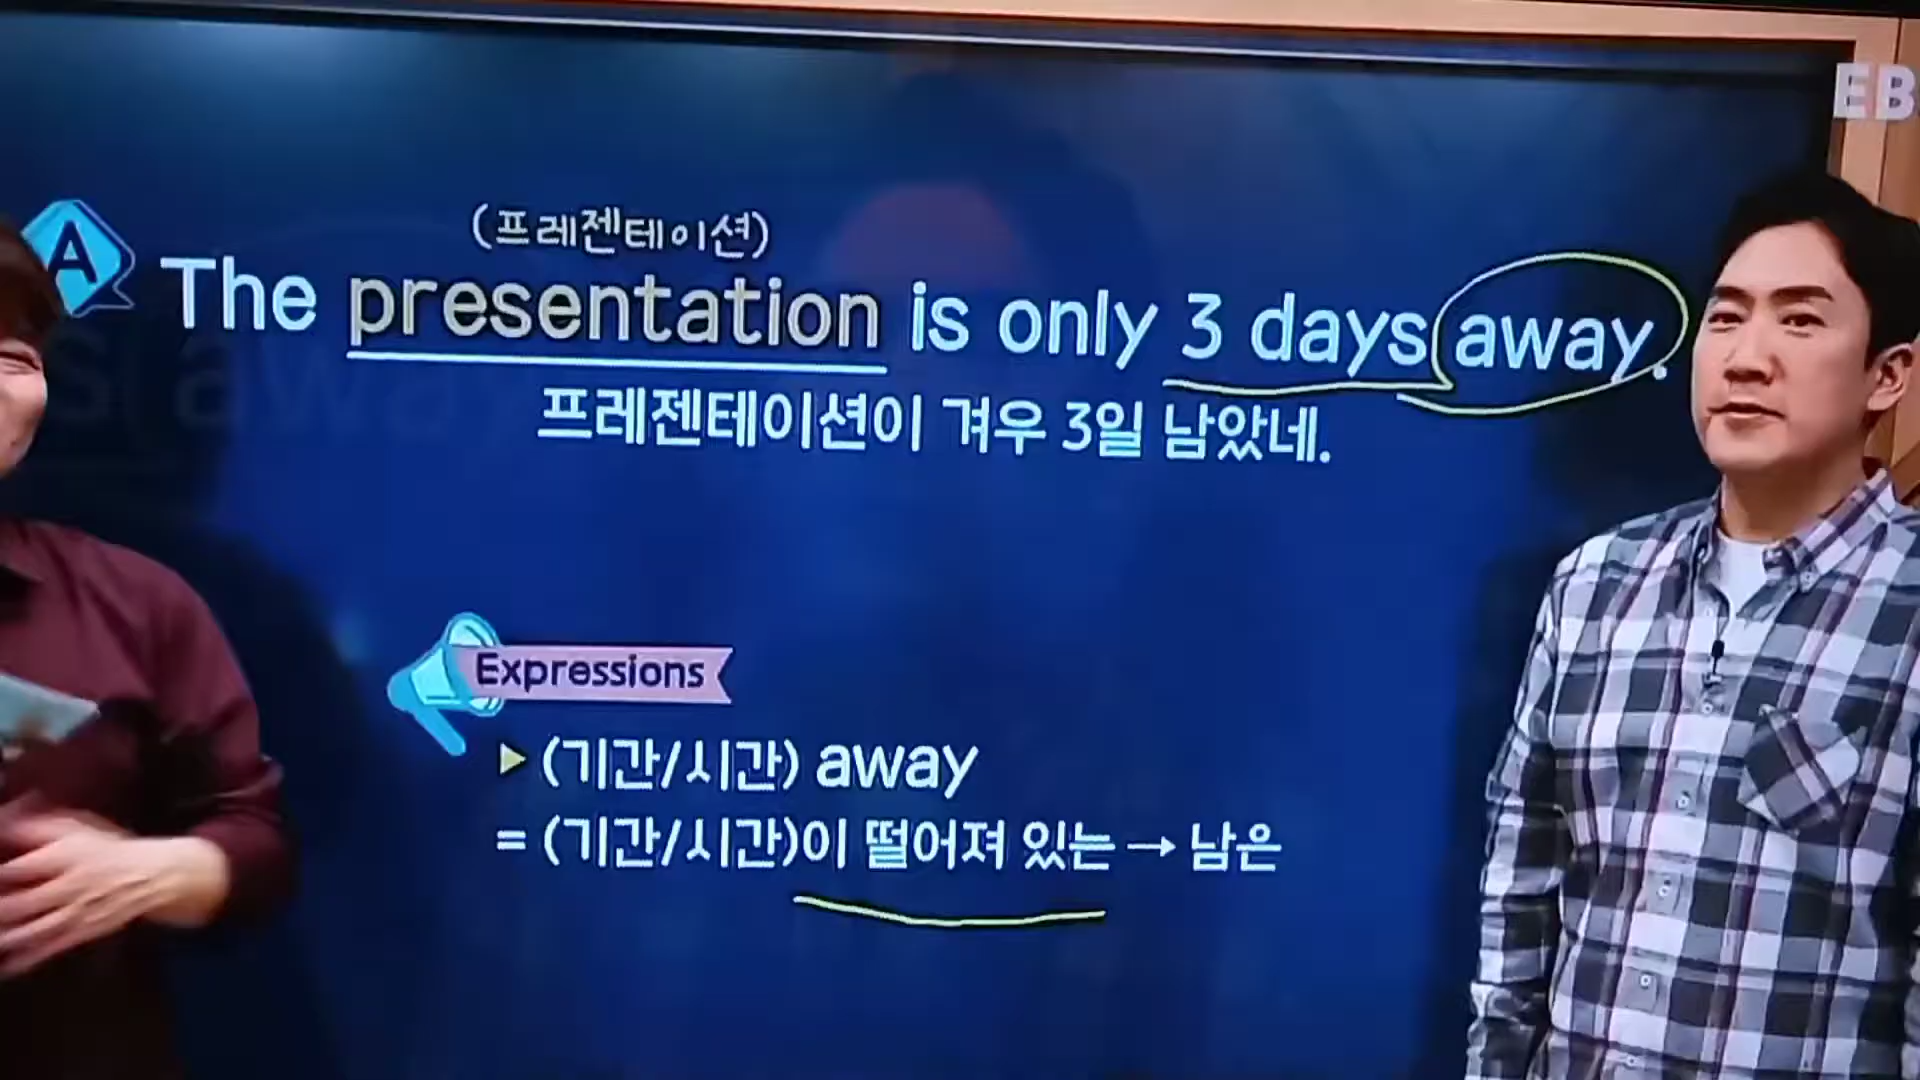 EB
A
(프레젠테이션)
The presentation is only 3 days away.
프레젠테이션이 겨우 3일 남았네.
Expressions
▶ (기간/시간) away
= (기간/시간)이 떨어져 있는 → 남은